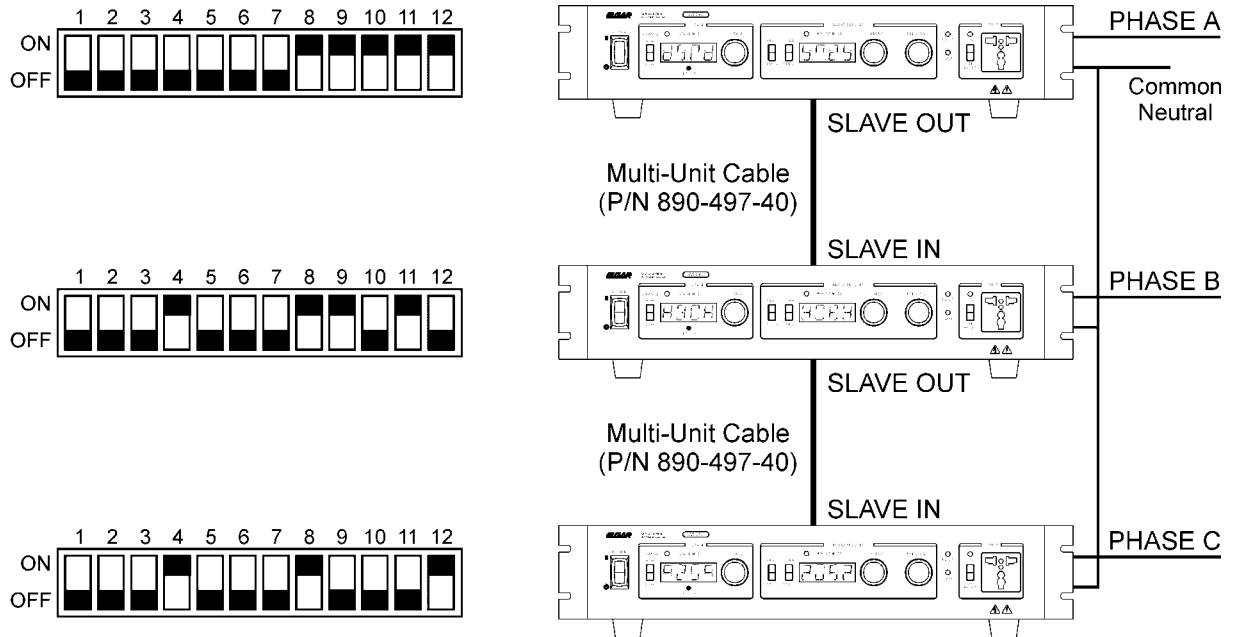 1 2 3 4 5 6 7 8 9 10 11 12
ON
OFF
ELGAR
PHASE A
Common
Neutral
SLAVE OUT
Multi-Unit Cable
(P/N 890-497-40)
1 2 3 4 5 6 7 8 9 10 11 12
ON
OFF
SLAVE IN
ELGAR
PHASE B
SLAVE OUT
Multi-Unit Cable
(P/N 890-497-40)
1 2 3 4 5 6 7 8 9 10 11 12
ON
OFF
SLAVE IN
ELGAR
PHASE C